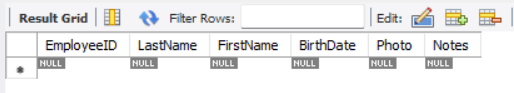 Result Grid Filter Rows: Edit:
EmployeeID LastName FirstName BirthDate Photo Notes
NULL NULL NULL NULL NULL NULL